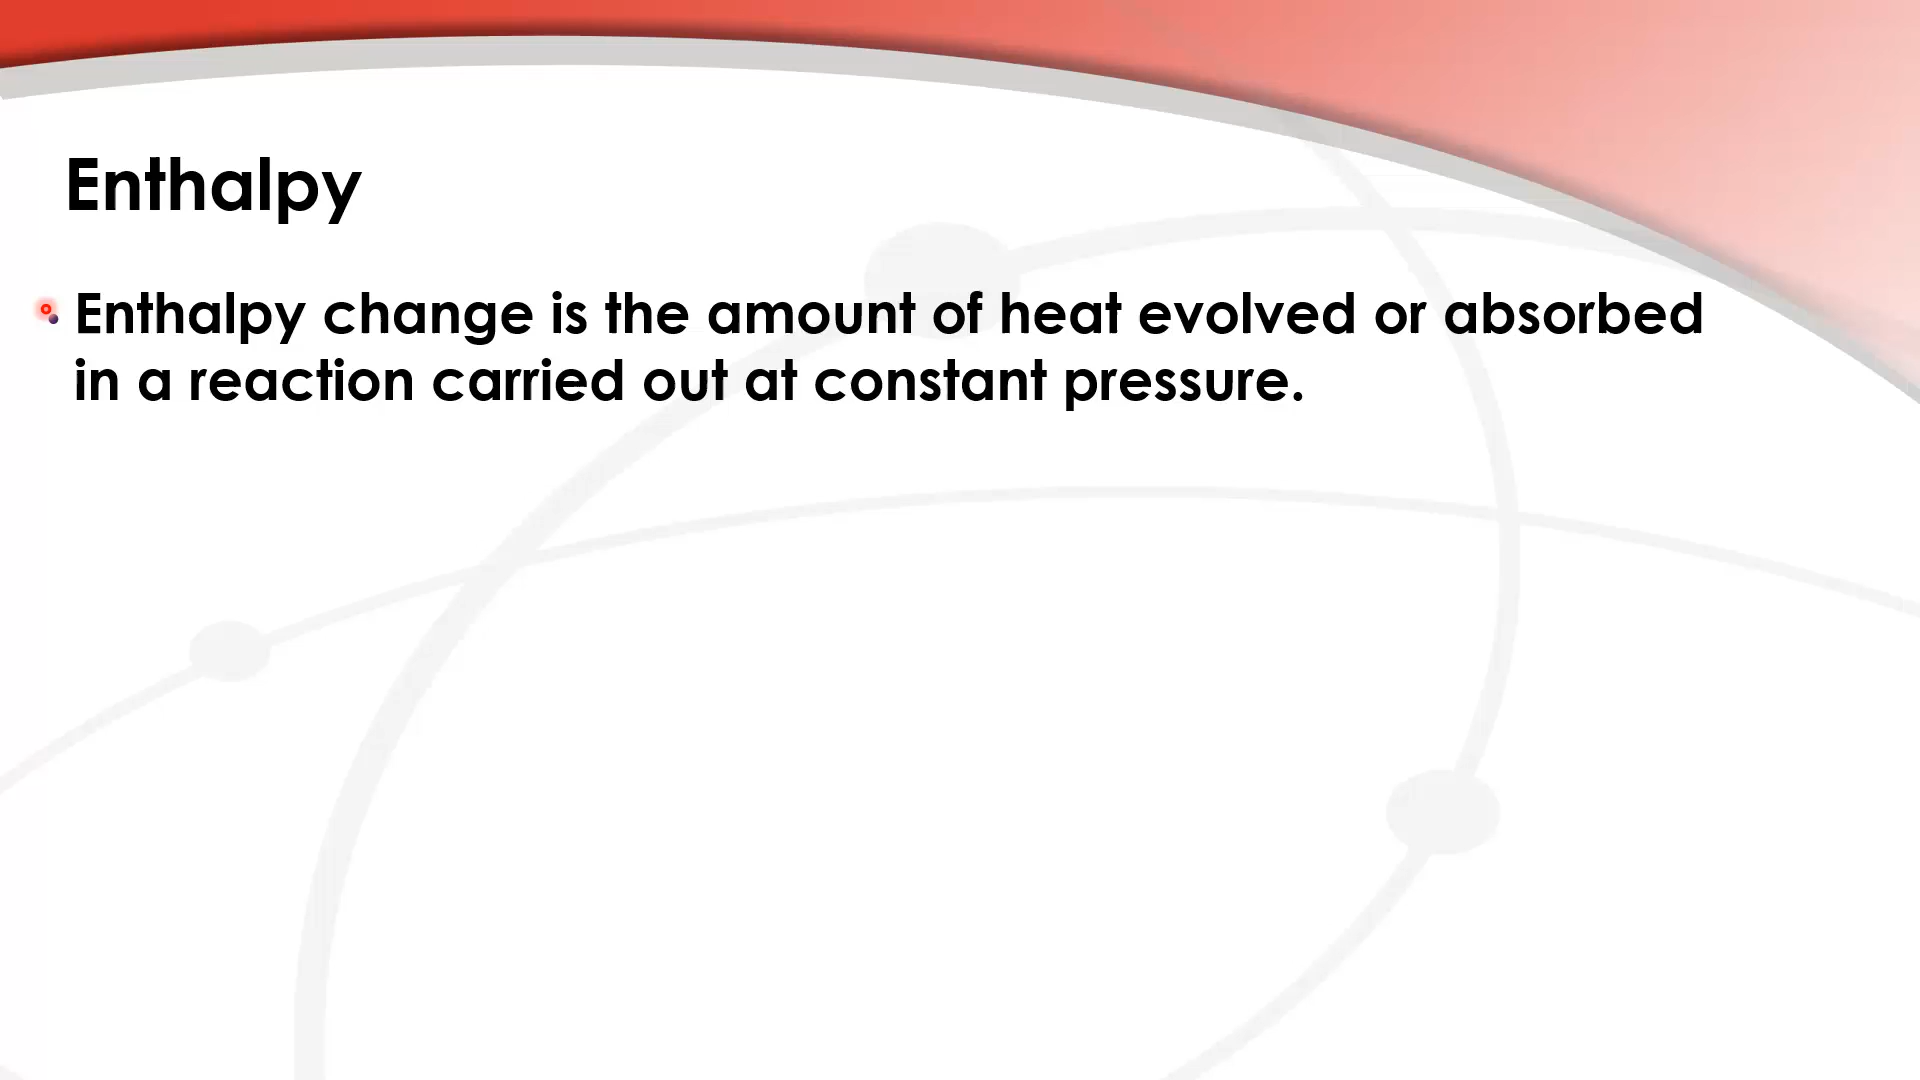 Enthalpy
• Enthalpy change is the amount of heat evolved or absorbed
in a reaction carried out at constant pressure.